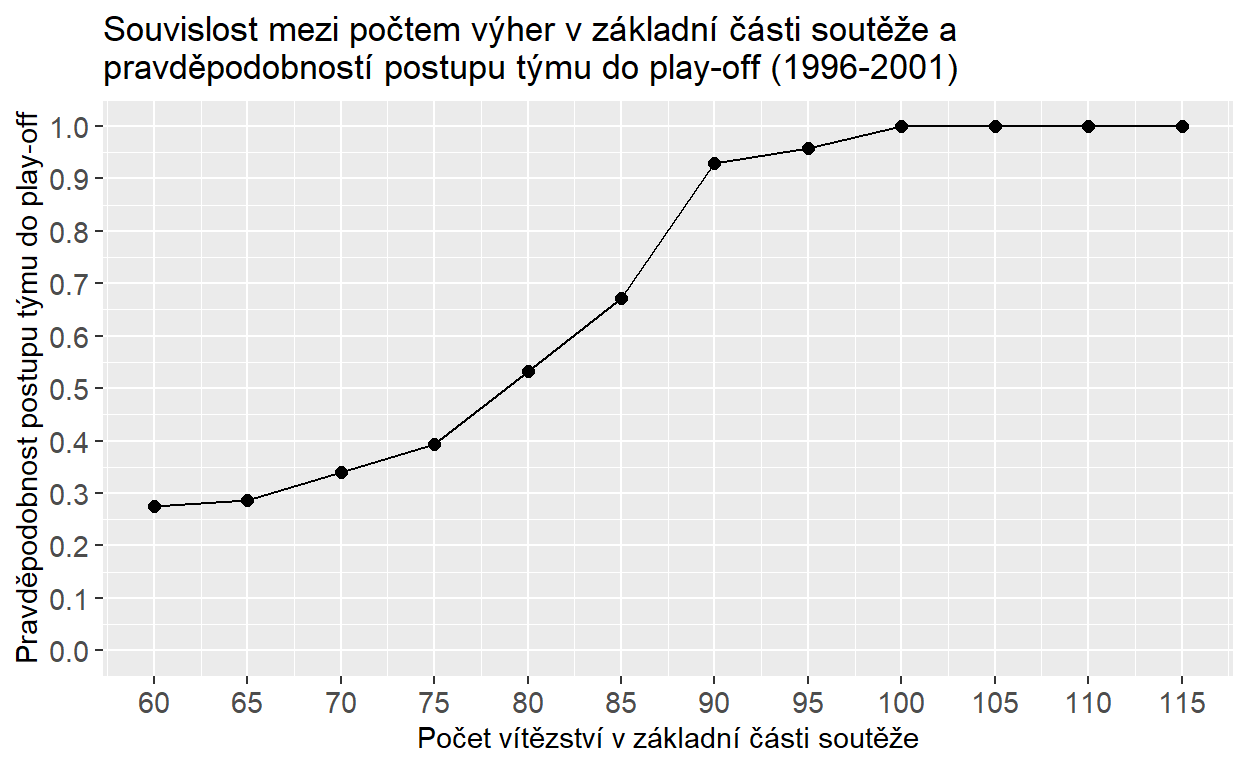 Souvislost mezi počtem výher v základní části soutěže a
pravděpodobností postupu týmu do play-off (1996-2001)
Pravděpodobnost postupu týmu do play-off
1.0
0.9
0.8
0.7
0.6
0.5
0.4
0.3
0.2
0.1
0.0
60 65 70 75 80 85 90 95 100 105 110 115
Počet vítězství v základní části soutěže